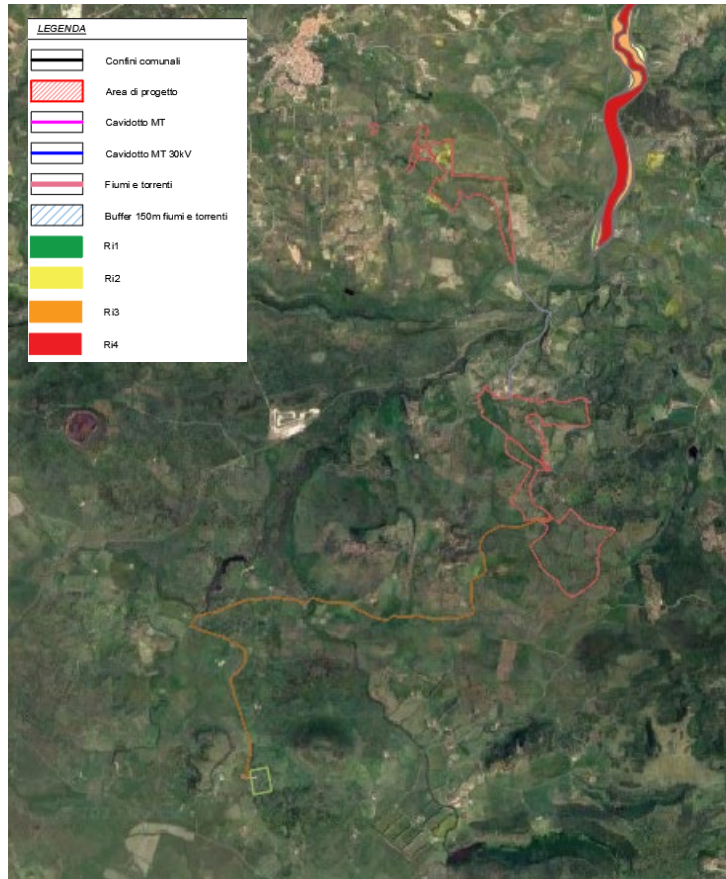 LEGENDA
Confini comunali
Area di progetto
Cavidotto MT
Cavidotto MT 30kV
Fiumi e torrenti
Buffer 150m fiumi e torrenti
Ri1
Ri2
Ri3
Ri4